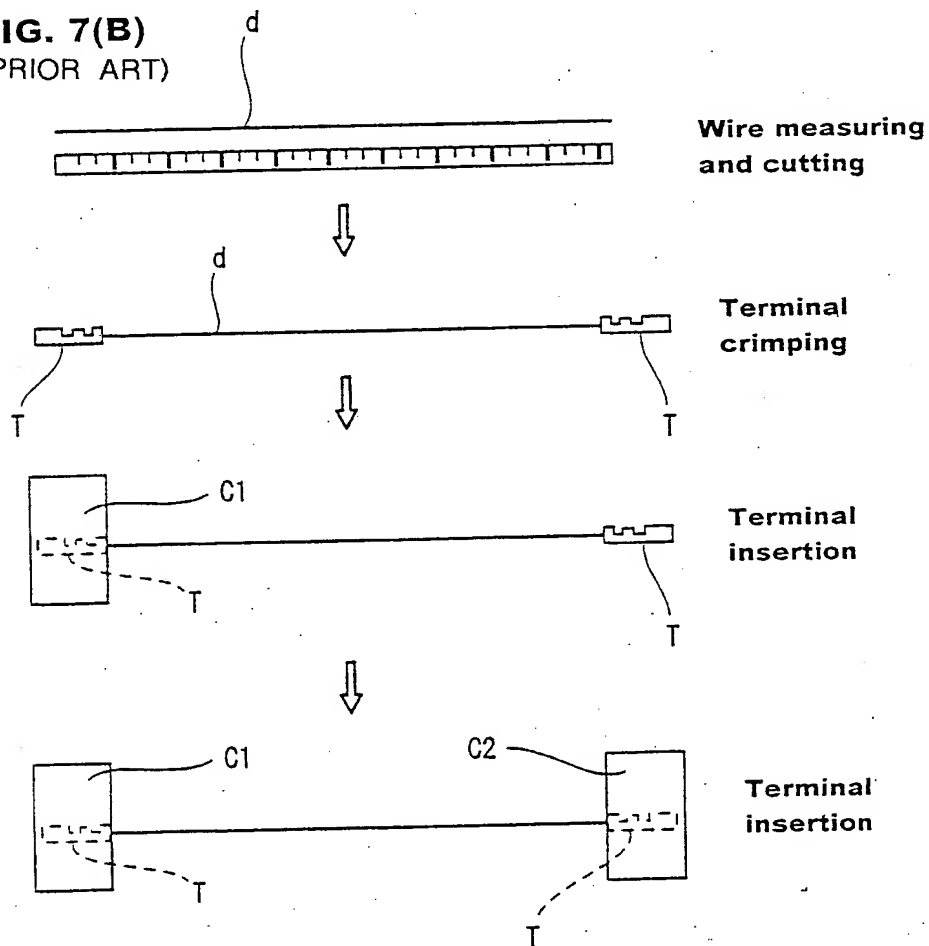 IG. 7(B)
PRIOR ART)
d
Wire measuring
and cutting
d
Terminal
crimping
T
T
C1
Terminal
insertion
T
T
C1
C2
Terminal
insertion
T
T